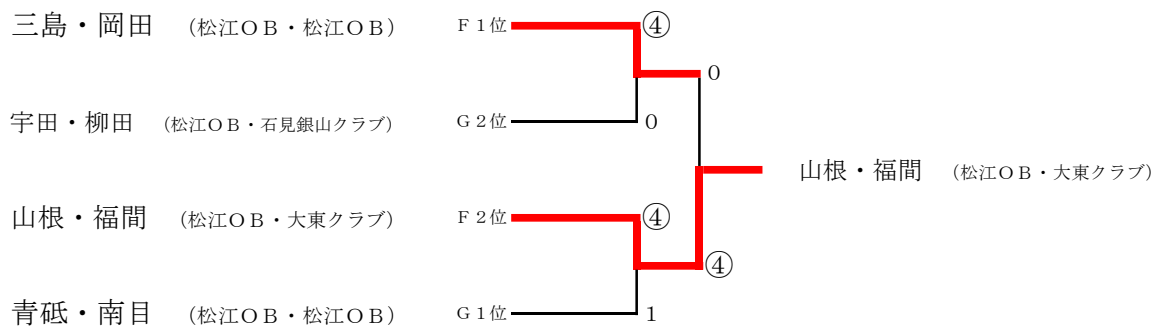 三島・岡田 (松江OB・松江OB) F1位 ④
0
宇田・柳田 (松江OB・石見銀山クラブ) G2位 0
山根・福間 (松江OB・大東クラブ)
山根・福間 (松江OB・大東クラブ) F2位 ④
④
青砥・南目 (松江OB・松江OB) G1位 1